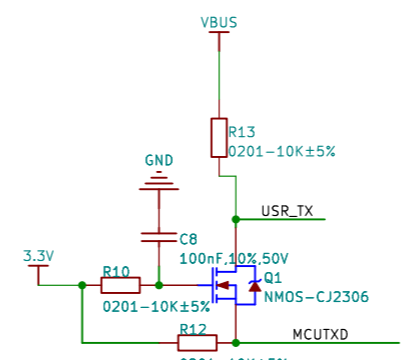 VBUS
R13
0201-10K±5%
GND
USR_TX
C8
100nF,10%,50V
3.3V
R10
Q1
0201-10K±5%
NMOS-CJ2306
R12
MCUTXD